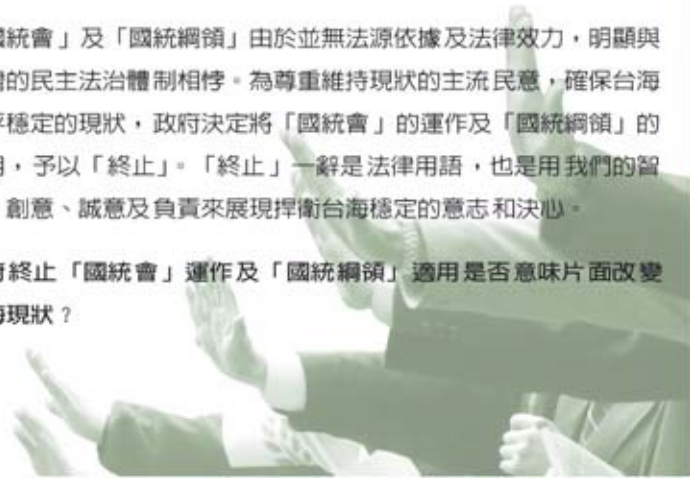 國統會」及「國統綱領」由於並無法源依據及法律效力，明顯與
的民主法治體制相悖。為尊重維持現狀的主流民意，確保台海
穩定的現狀，政府決定將「國統會」的運作及「國統綱領」的
，予以「終止」。「終止」一辭是法律用語，也是用我們的智
創意、誠意及負責來展現捍衛台海穩定的意志和決心。
終止「國統會」運作及「國統綱領」適用是否意味片面改變
現狀？